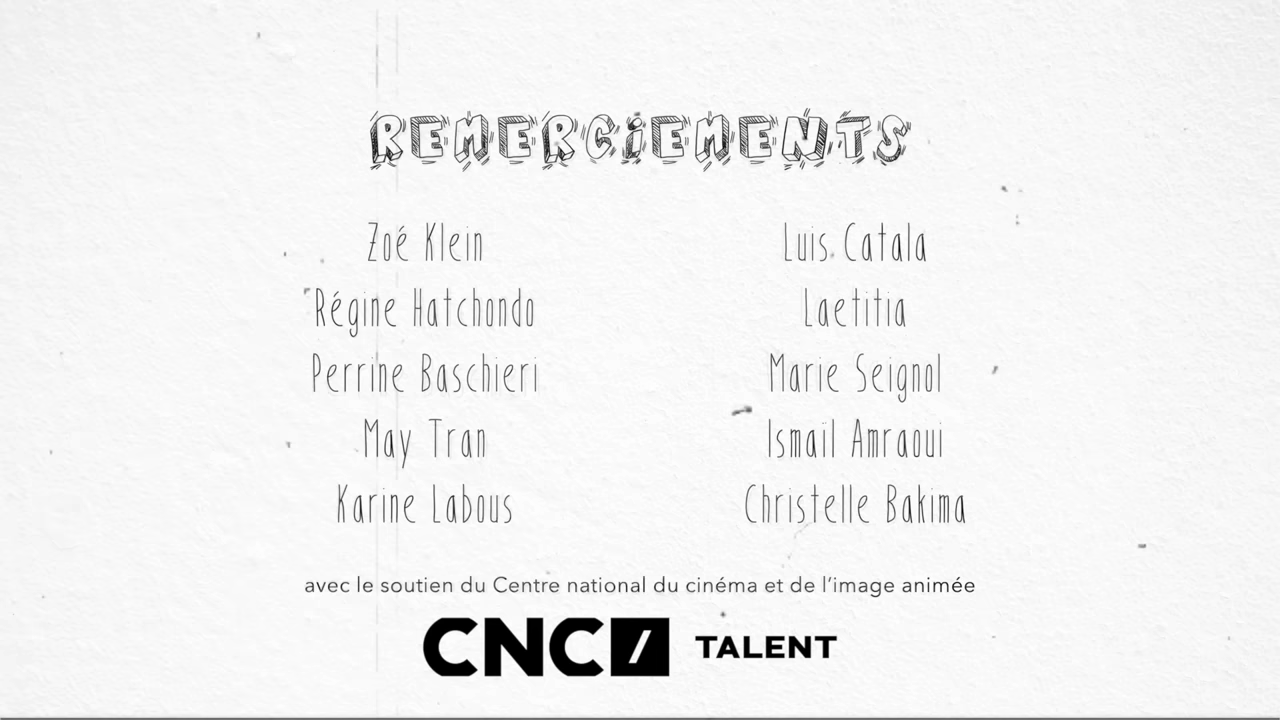 REMERCiEMENTS
Zoé Klein
Luis Catala
Régine Hatchondo
Laetitia
Perrine Baschieri
Marie Seignol
May Tran
Ismaïl Amraoui
Karine Labous
Christelle Bakima
avec le soutien du Centre national du cinéma et de l'image animée
CNC/ TALENT